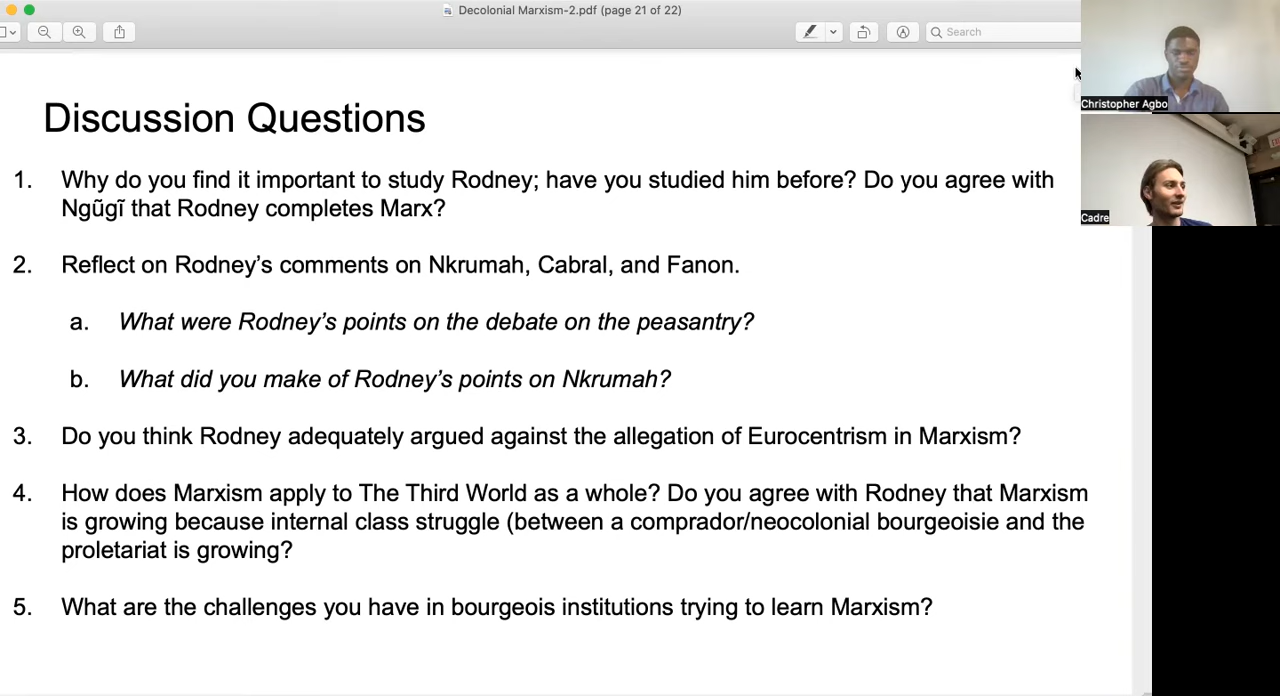 Decolonial Marxism-2.pdf (page 21 of 22)
Search
Christopher Agbo
Cadre
Discussion Questions
1. Why do you find it important to study Rodney; have you studied him before? Do you agree with
Ngũgĩ that Rodney completes Marx?
2. Reflect on Rodney’s comments on Nkrumah, Cabral, and Fanon.
a. What were Rodney’s points on the debate on the peasantry?
b. What did you make of Rodney’s points on Nkrumah?
3. Do you think Rodney adequately argued against the allegation of Eurocentrism in Marxism?
4. How does Marxism apply to The Third World as a whole? Do you agree with Rodney that Marxism
is growing because internal class struggle (between a comprador/neocolonial bourgeoisie and the
proletariat is growing?
5. What are the challenges you have in bourgeois institutions trying to learn Marxism?